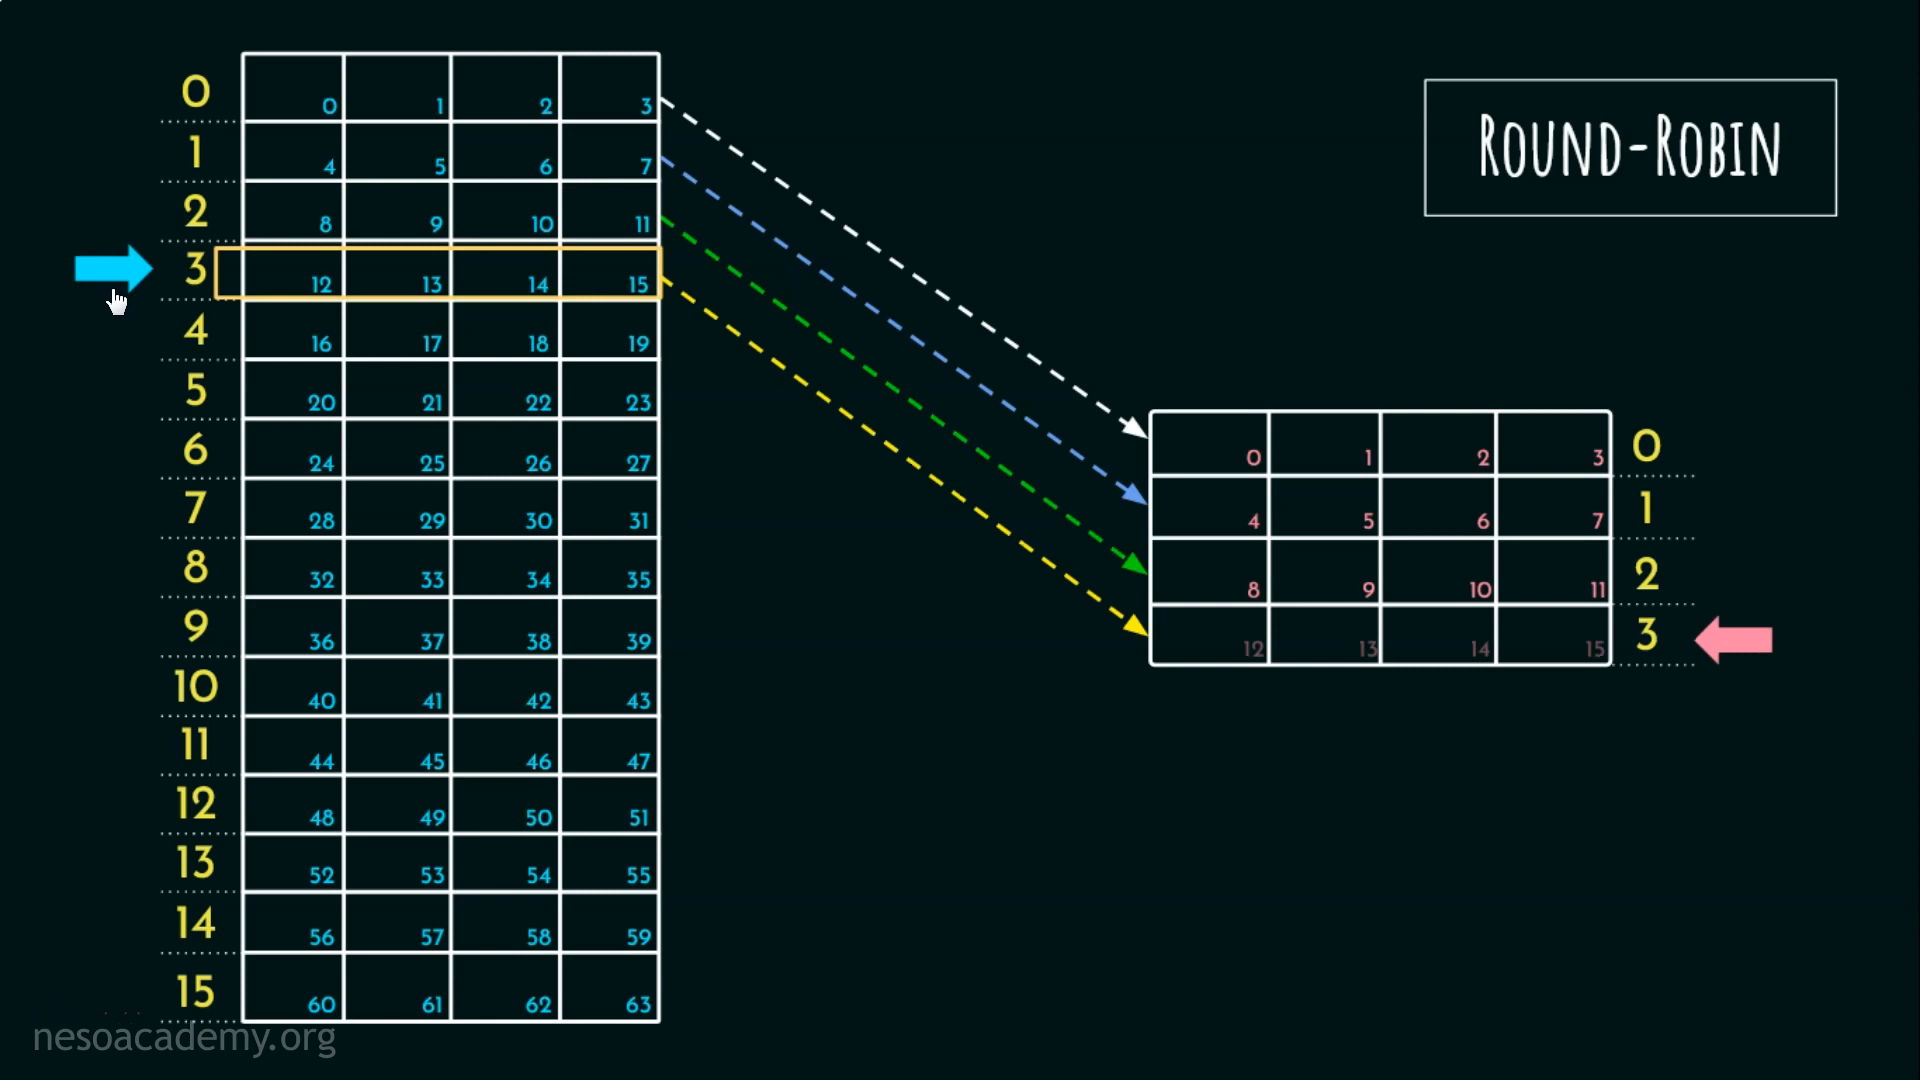 ROUND-ROBIN
0 0 1 2 3
1 4 5 6 7
2 8 9 10 11
3 12 13 14 15
4 16 17 18 19
5 20 21 22 23
6 24 25 26 27
7 28 29 30 31
8 32 33 34 35
9 36 37 38 39
10 40 41 42 43
11 44 45 46 47
12 48 49 50 51
13 52 53 54 55
14 56 57 58 59
15 60 61 62 63
0 1 2 3 0
4 5 6 7 1
8 9 10 11 2
12 13 14 15 3
nesoacademy.org